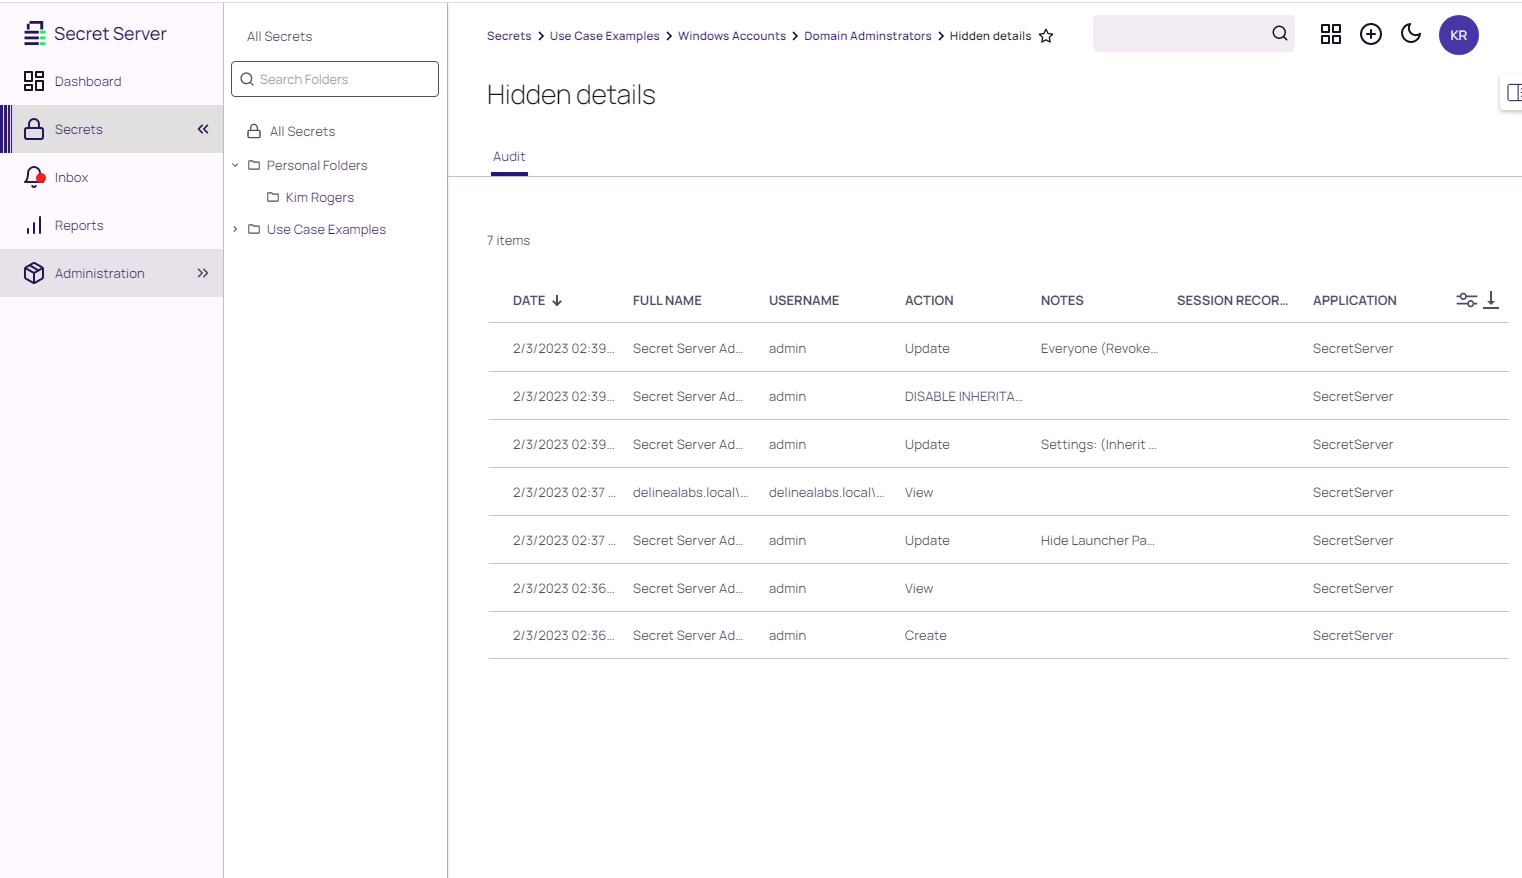 Secret Server
Dashboard
Secrets
Inbox
Reports
Administration
All Secrets
Search Folders
All Secrets
Personal Folders
Kim Rogers
Use Case Examples
Secrets > Use Case Examples > Windows Accounts > Domain Adminstrators > Hidden details
KR
Hidden details
Audit
7 items
DATE FULL NAME USERNAME ACTION NOTES SESSION RECOR... APPLICATION
2/3/2023 02:39... Secret Server Ad... admin Update Everyone (Revoke... SecretServer
2/3/2023 02:39... Secret Server Ad... admin DISABLE INHERITA... SecretServer
2/3/2023 02:39... Secret Server Ad... admin Update Settings: (Inherit ... SecretServer
2/3/2023 02:37 ... delinealabs.local\... delinealabs.local\... View SecretServer
2/3/2023 02:37 ... Secret Server Ad... admin Update Hide Launcher Pa... SecretServer
2/3/2023 02:36... Secret Server Ad... admin View SecretServer
2/3/2023 02:36... Secret Server Ad... admin Create SecretServer